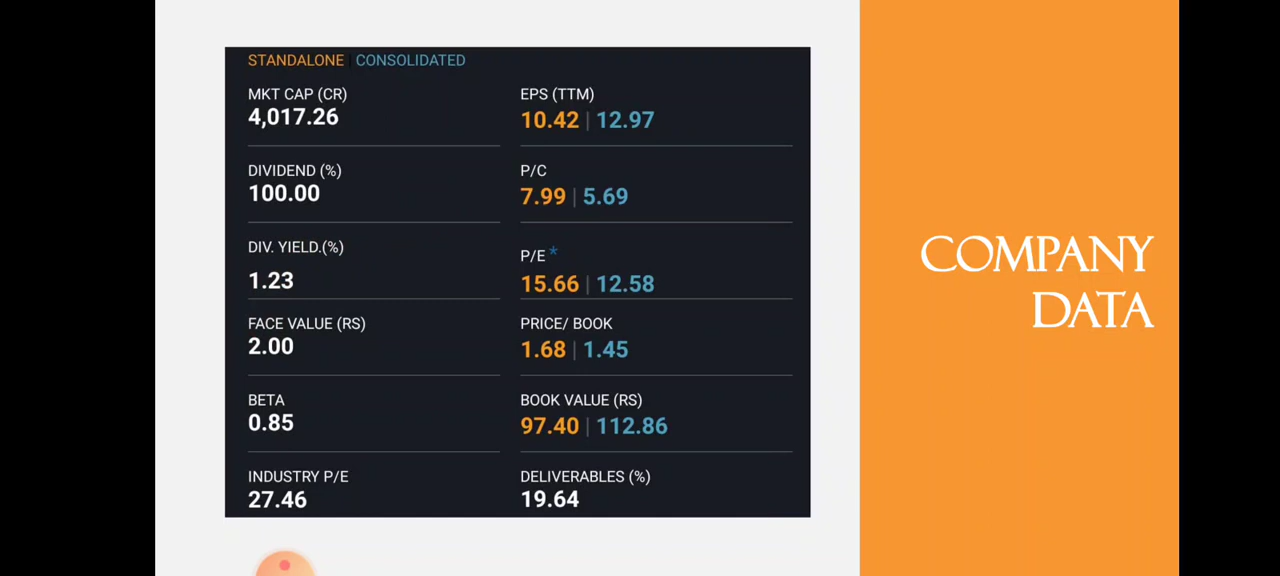 STANDALONE | CONSOLIDATED
MKT CAP (CR)
4,017.26
EPS (TTM)
10.42 | 12.97
DIVIDEND (%)
100.00
P/C
7.99 | 5.69
DIV. YIELD.(%)
1.23
P/E *
15.66 | 12.58
FACE VALUE (RS)
2.00
PRICE/ BOOK
1.68 | 1.45
BETA
0.85
BOOK VALUE (RS)
97.40 | 112.86
INDUSTRY P/E
27.46
DELIVERABLES (%)
19.64
COMPANY
DATA